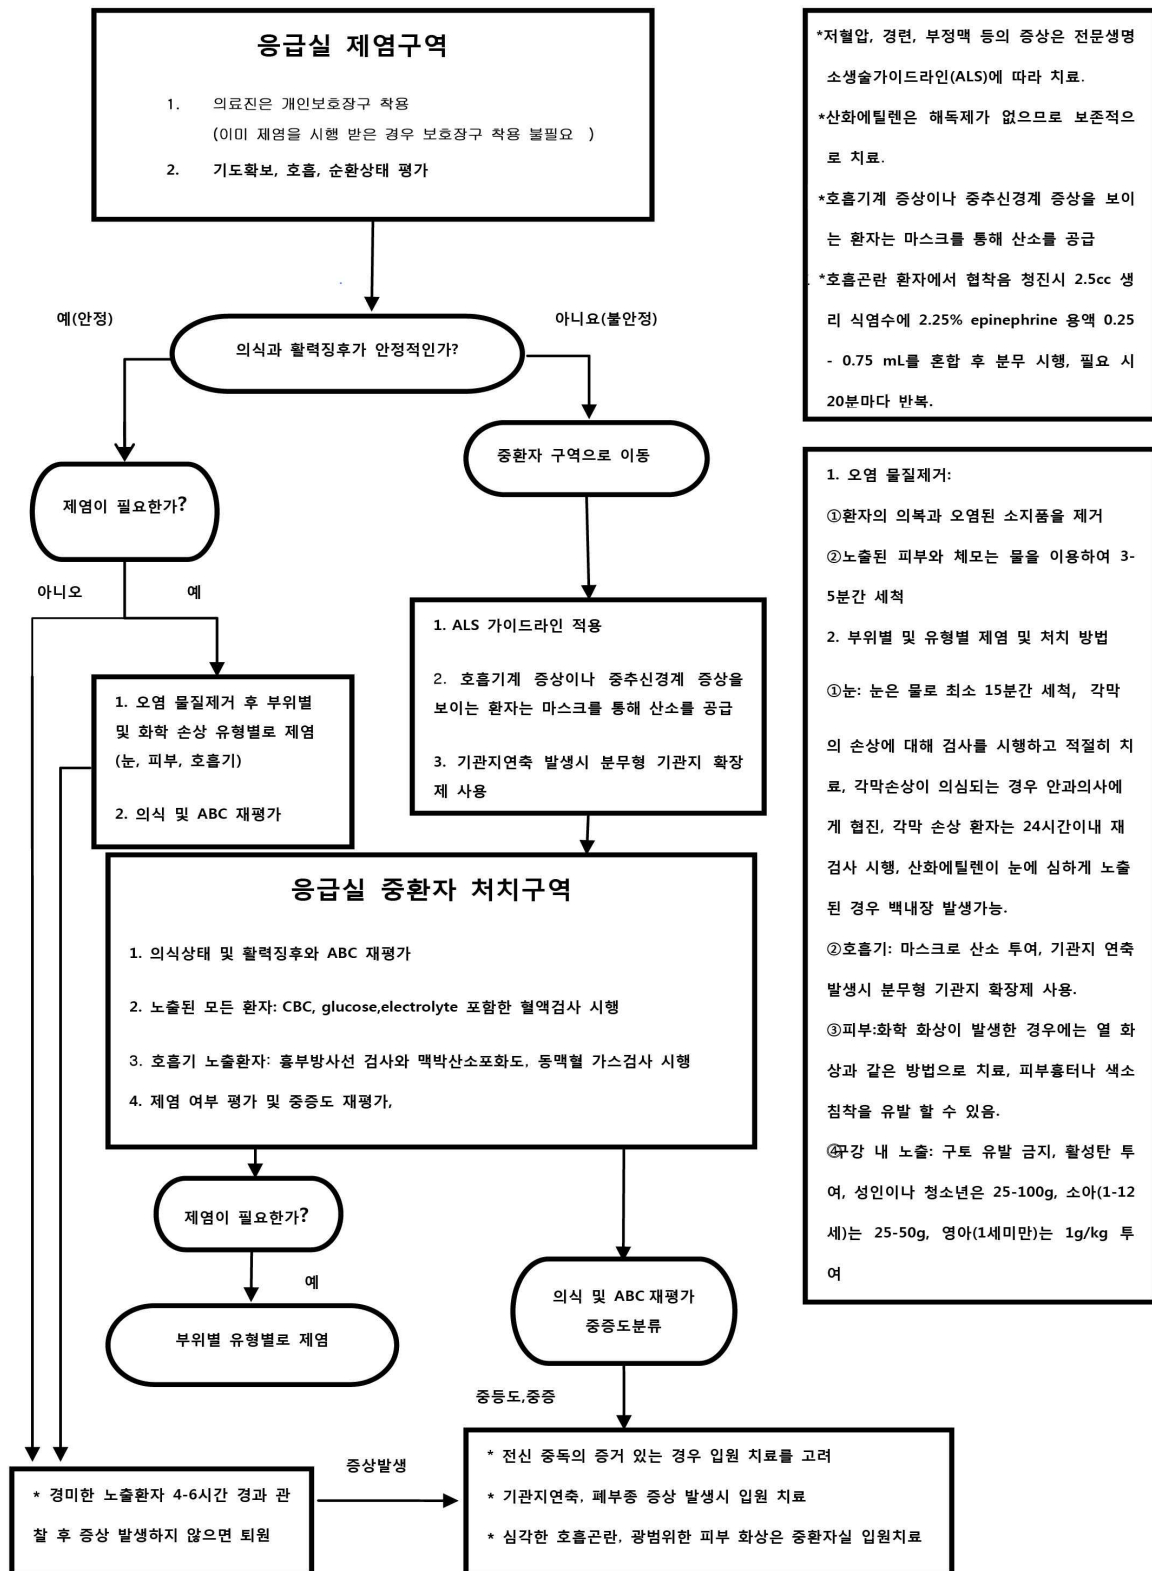 응급실 제염구역
1. 의료진은 개인보호장구 착용
(이미 제염을 시행 받은 경우 보호장구 착용 불필요 )
2. 기도확보, 호흡, 순환상태 평가
예(안정)
아니요(불안정)
의식과 활력징후가 안정적인가?
중환자 구역으로 이동
제염이 필요한가?
아니오
예
1. 오염 물질제거 후 부위별
및 화학 손상 유형별로 제염
(눈, 피부, 호흡기)
2. 의식 및 ABC 재평가
1. ALS 가이드라인 적용
2. 호흡기계 증상이나 중추신경계 증상을
보이는 환자는 마스크를 통해 산소를 공급
3. 기관지연축 발생시 분무형 기관지 확장
제 사용
응급실 중환자 처치구역
1. 의식상태 및 활력징후와 ABC 재평가
2. 노출된 모든 환자: CBC, glucose,electrolyte 포함한 혈액검사 시행
3. 호흡기 노출환자: 흉부방사선 검사와 맥박산소포화도, 동맥혈 가스검사 시행
4. 제염 여부 평가 및 중증도 재평가,
제염이 필요한가?
예
부위별 유형별로 제염
의식 및 ABC 재평가
중증도분류
중등도,중증
* 경미한 노출환자 4-6시간 경과 관
찰 후 증상 발생하지 않으면 퇴원
증상발생
* 전신 중독의 증거 있는 경우 입원 치료를 고려
* 기관지연축, 폐부종 증상 발생시 입원 치료
* 심각한 호흡곤란, 광범위한 피부 화상은 중환자실 입원치료
*저혈압, 경련, 부정맥 등의 증상은 전문생명
소생술가이드라인(ALS)에 따라 치료.
*산화에틸렌은 해독제가 없으므로 보존적으
로 치료.
*호흡기계 증상이나 중추신경계 증상을 보이
는 환자는 마스크를 통해 산소를 공급
*호흡곤란 환자에서 협착음 청진시 2.5cc 생
리 식염수에 2.25% epinephrine 용액 0.25
- 0.75 mL를 혼합 후 분무 시행, 필요 시
20분마다 반복.
1. 오염 물질제거:
①환자의 의복과 오염된 소지품을 제거
②노출된 피부와 체모는 물을 이용하여 3-
5분간 세척
2. 부위별 및 유형별 제염 및 처치 방법
①눈: 눈은 물로 최소 15분간 세척, 각막
의 손상에 대해 검사를 시행하고 적절히 치
료, 각막손상이 의심되는 경우 안과의사에
게 협진, 각막 손상 환자는 24시간이내 재
검사 시행, 산화에틸렌이 눈에 심하게 노출
된 경우 백내장 발생가능.
②호흡기: 마스크로 산소 투여, 기관지 연축
발생시 분무형 기관지 확장제 사용.
③피부:화학 화상이 발생한 경우에는 열 화
상과 같은 방법으로 치료, 피부흉터나 색소
침착을 유발 할 수 있음.
④구강 내 노출: 구토 유발 금지, 활성탄 투
여, 성인이나 청소년은 25-100g, 소아(1-12
세)는 25-50g, 영아(1세미만)는 1g/kg 투
여